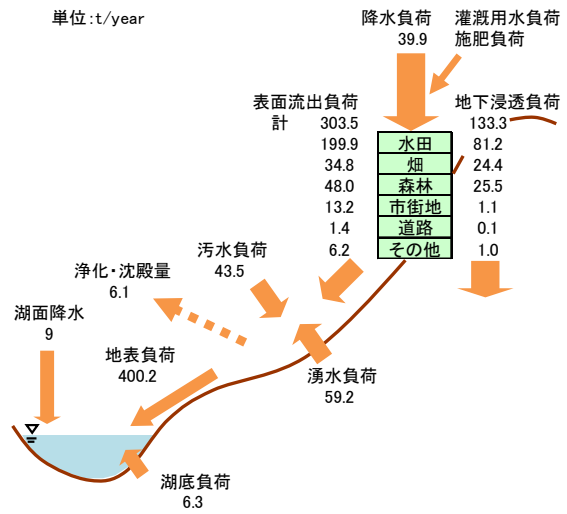 単位:t/year
降水負荷
39.9
灌漑用水負荷
施肥負荷
表面流出負荷
計 303.5
地下浸透負荷
133.3
199.9 水田 81.2
34.8 畑 24.4
48.0 森林 25.5
13.2 市街地 1.1
1.4 道路 0.1
6.2 その他 1.0
汚水負荷
43.5
浄化・沈殿量
6.1
湖面降水
9
地表負荷
400.2
湧水負荷
59.2
湖底負荷
6.3